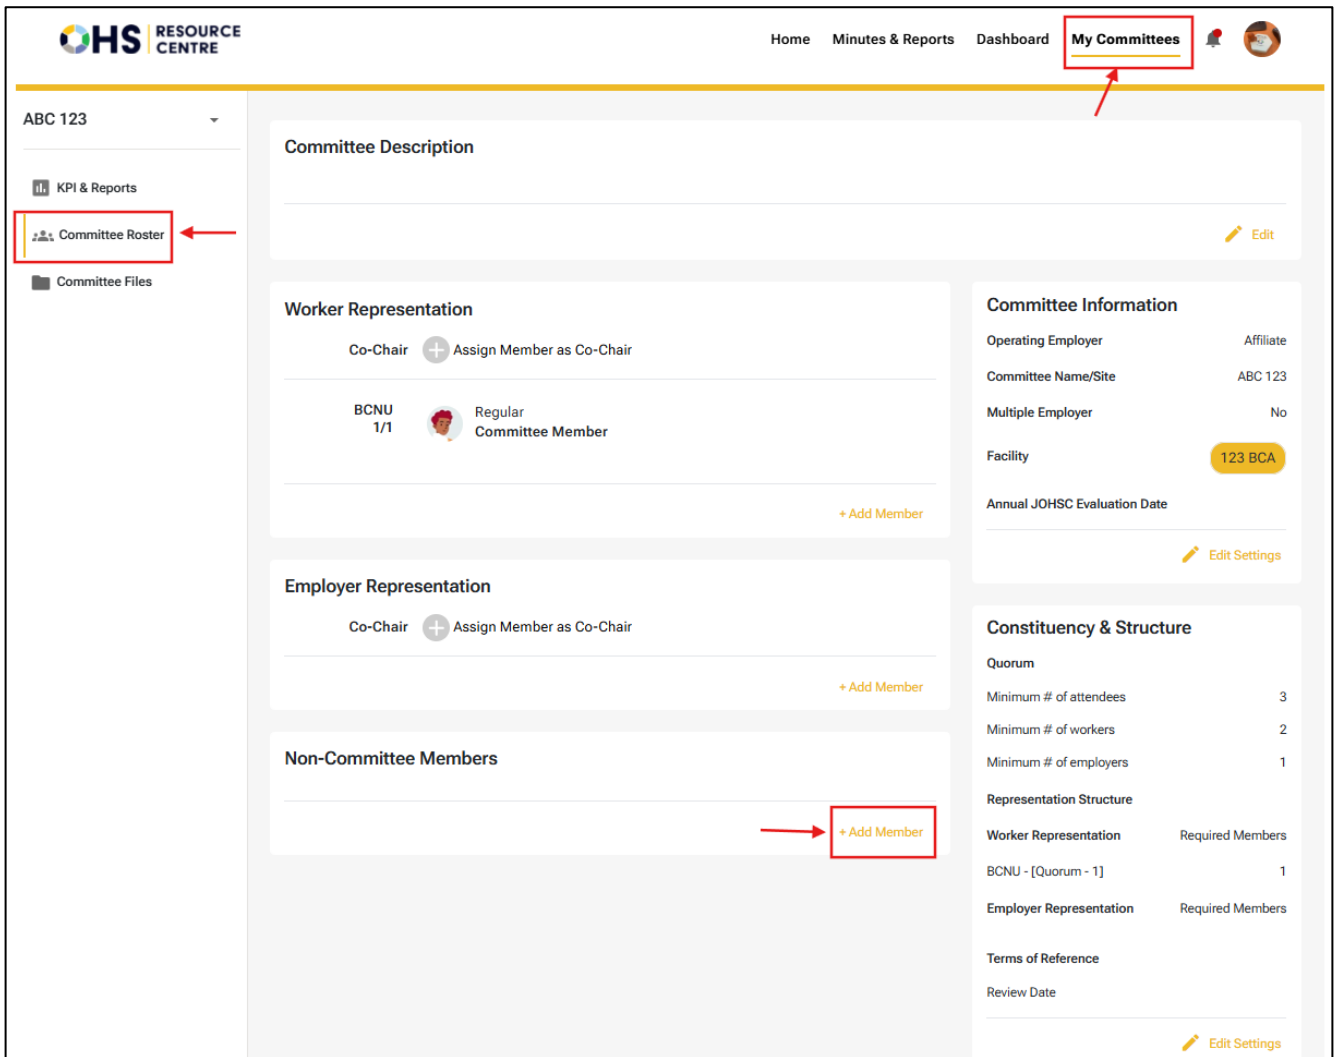 OHS RESOURCE CENTRE
Home Minutes & Reports Dashboard My Committees
ABC 123
KPI & Reports
Committee Roster
Committee Files
Committee Description
Edit
Worker Representation
Co-Chair Assign Member as Co-Chair
BCNU
1/1
Regular
Committee Member
+ Add Member
Employer Representation
Co-Chair Assign Member as Co-Chair
+ Add Member
Non-Committee Members
+ Add Member
Committee Information
Operating Employer Affiliate
Committee Name/Site ABC 123
Multiple Employer No
Facility 123 BCA
Annual JOHSC Evaluation Date
Edit Settings
Constituency & Structure
Quorum
Minimum # of attendees 3
Minimum # of workers 2
Minimum # of employers 1
Representation Structure
Worker Representation Required Members
BCNU - [Quorum - 1] 1
Employer Representation Required Members
Terms of Reference
Review Date
Edit Settings